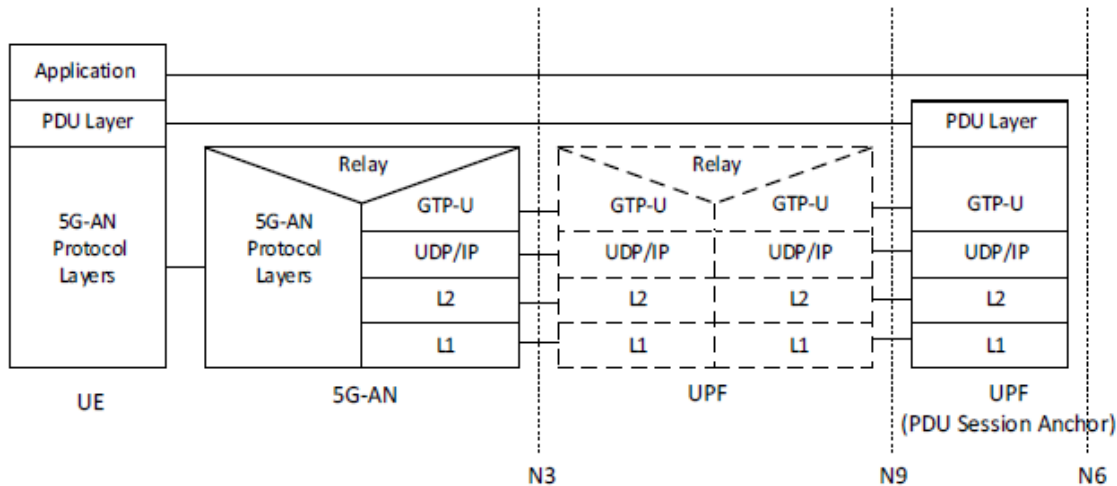 Application
PDU Layer
PDU Layer
Relay
Relay
5G-AN
Protocol
Layers
5G-AN
Protocol
Layers
GTP-U
GTP-U
GTP-U
GTP-U
UDP/IP
UDP/IP
UDP/IP
UDP/IP
L2
L2
L2
L2
L1
L1
L1
L1
UE
5G-AN
UPF
UPF
(PDU Session Anchor)
N3
N9
N6